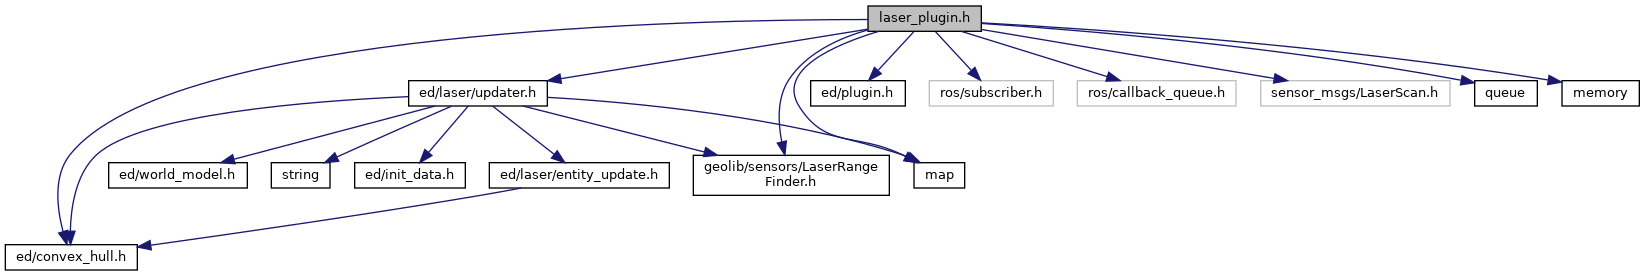 laser_plugin.h
ed/laser/updater.h
ed/plugin.h
ros/subscriber.h
ros/callback_queue.h
sensor_msgs/LaserScan.h
queue
memory
ed/world_model.h
string
ed/init_data.h
ed/laser/entity_update.h
geolib/sensors/LaserRange
Finder.h
map
ed/convex_hull.h